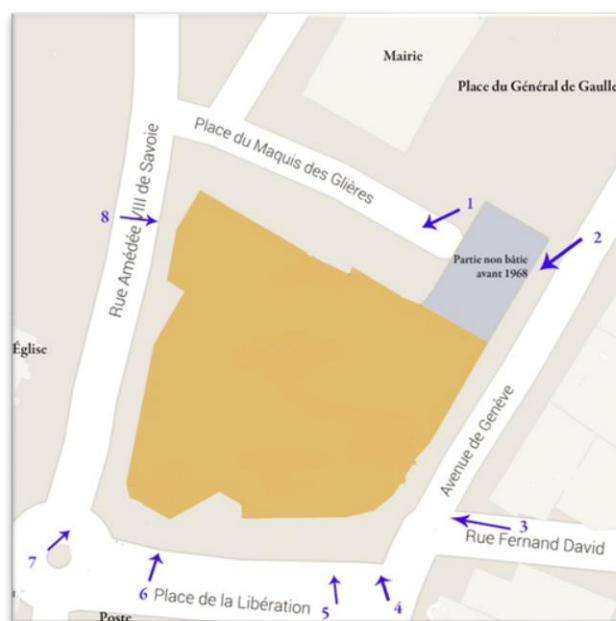 Mairie
Place du Général de Gaulle
Place du Maquis des Glières
1
2
8
Rue Amédée VIII de Savoie
Partie non bâtie
avant 1968
Église
Avenue de Genève
3
Rue Fernand David
7
6
Place de la Libération
5
4
Poste